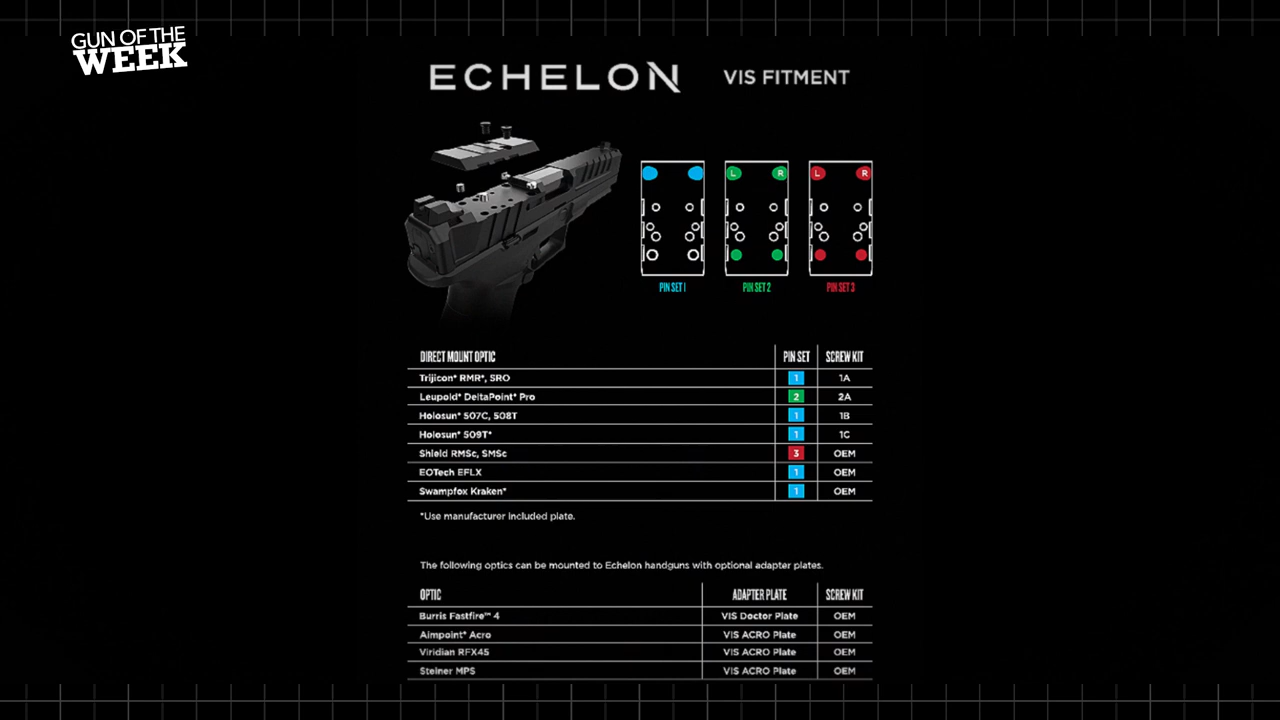 GUN OF THE
WEEK
ECHELON VIS FITMENT
L R L R
PIN SET 1 PIN SET 2 PIN SET 3
DIRECT MOUNT OPTIC PIN SET SCREW KIT
Trijicon® RMR®, SRO 1 1A
Leupold® DeltaPoint® Pro 2 2A
Holosun® 507C, 508T 1 1B
Holosun® 509T* 1 1C
Shield RMSc, SMSc 3 OEM
EOTech EFLX 1 OEM
Swampfox Kraken* 1 OEM
*Use manufacturer included plate.
The following optics can be mounted to Echelon handguns with optional adapter plates.
OPTIC ADAPTER PLATE SCREW KIT
Burris Fastfire™ 4 VIS Doctor Plate OEM
Aimpoint® Acro VIS ACRO Plate OEM
Viridian RFX45 VIS ACRO Plate OEM
Steiner MPS VIS ACRO Plate OEM